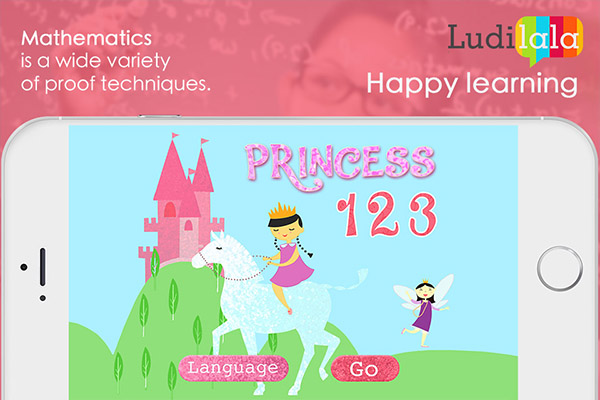 Mathematics
is a wide variety
of proof techniques.
Ludilala
Happy learning
PRINCESS
123
Language
Go